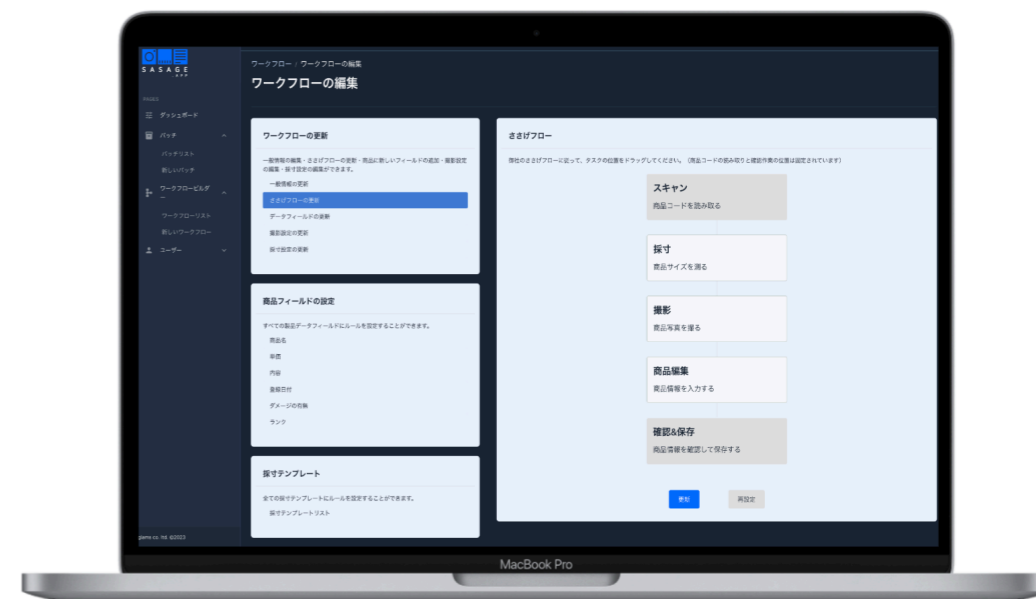 SASAGE
.APP
PAGES
ダッシュボード
バッチ
バッチリスト
新しいバッチ
ワークフロービルダ
ー
ワークフローリスト
新しいワークフロー
ユーザー
ワークフロー / ワークフローの編集
ワークフローの編集
ワークフローの更新
一般情報の編集・ささげフローの更新・商品に新しいフィールドの追加・撮影設定
の編集・採寸設定の編集ができます。
一般情報の更新
ささげフローの更新
データフィールドの更新
撮影設定の更新
採寸設定の更新
商品フィールドの設定
すべての製品データフィールドにルールを設定することができます。
商品名
単価
内容
登録日付
ダメージの有無
ランク
採寸テンプレート
全ての採寸テンプレートにルールを設定することができます。
採寸テンプレートリスト
ささげフロー
御社のささげフローに従って、タスクの位置をドラッグしてください。（商品コードの読み取りと確認作業の位置は固定されています）
スキャン
商品コードを読み取る
採寸
商品サイズを測る
撮影
商品写真を撮る
商品編集
商品情報を入力する
確認&保存
商品情報を確認して保存する
更新
再設定
co. ltd. ©2023
MacBook Pro